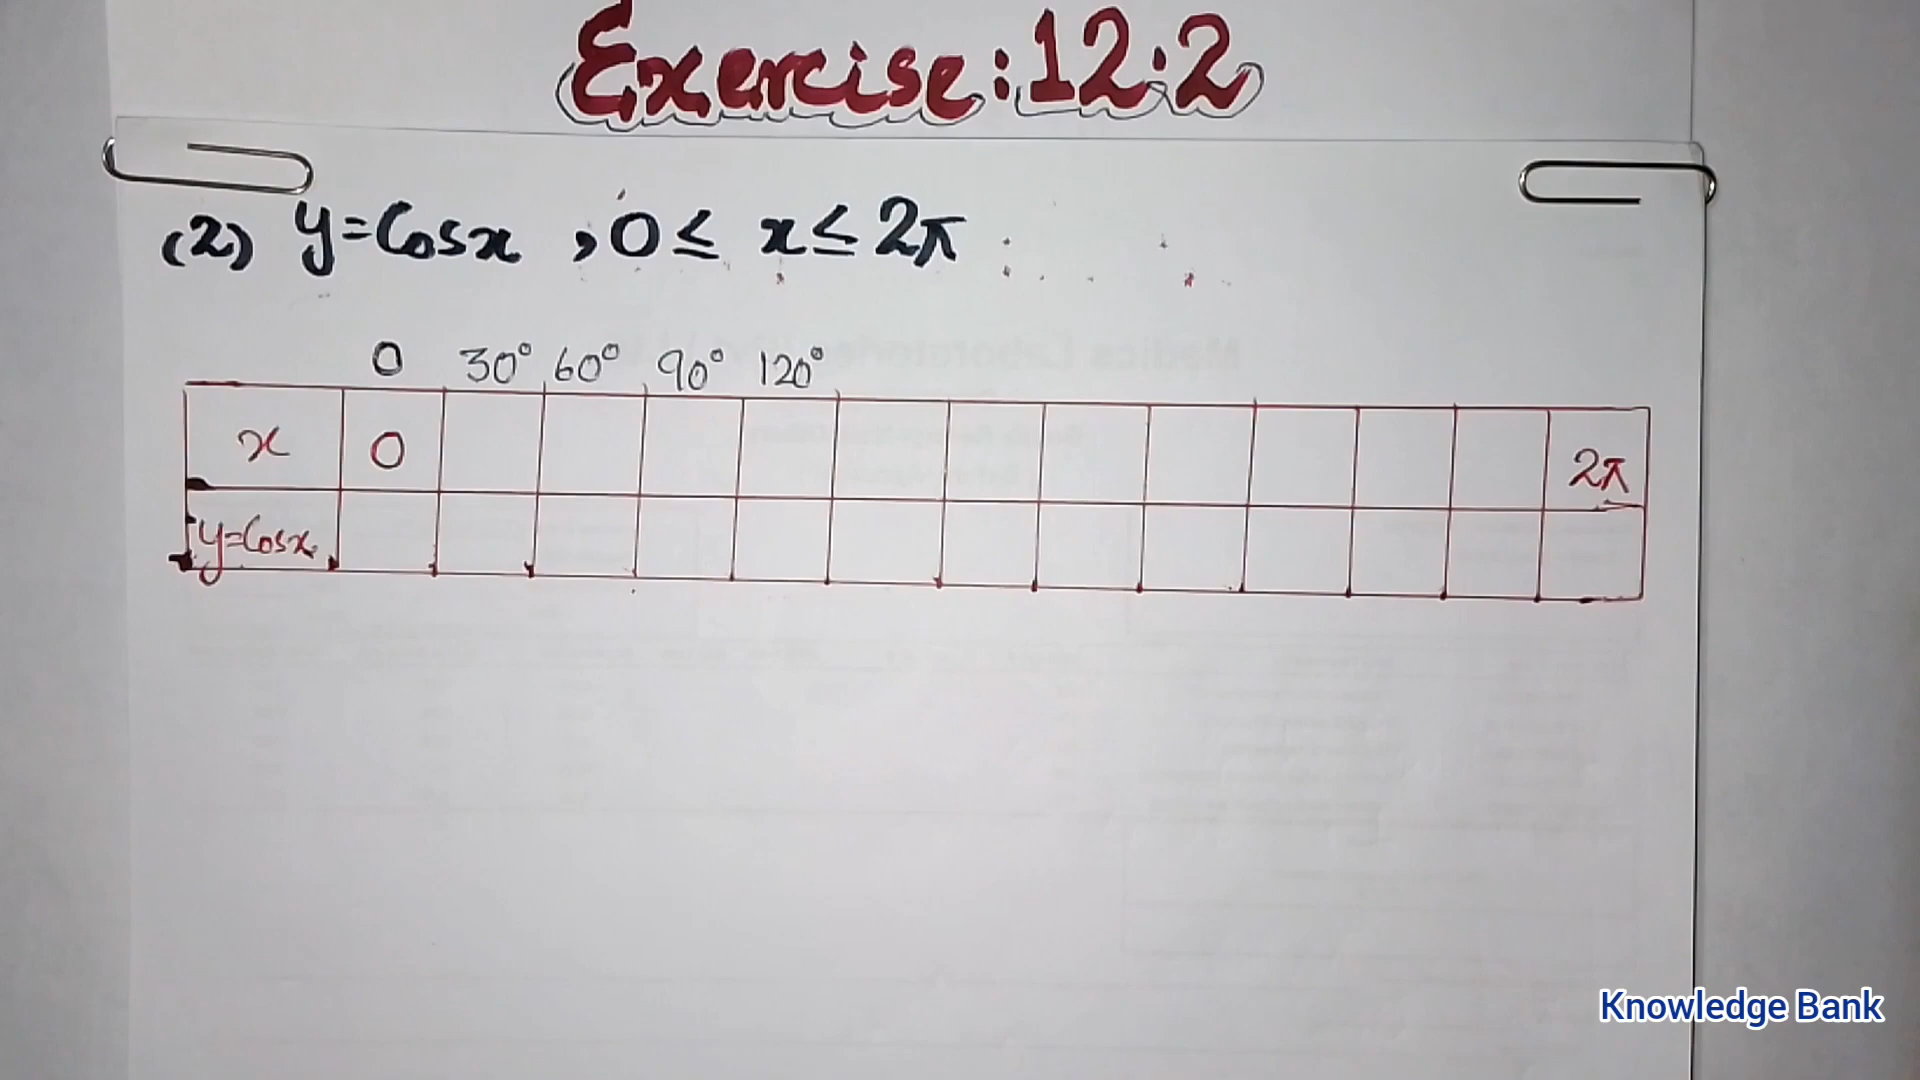 Exercise:12.2
(2) y=Cosx , 0≤ x≤2π
0 30° 60° 90° 120°
x 0 2π
y=Cosx
Knowledge Bank